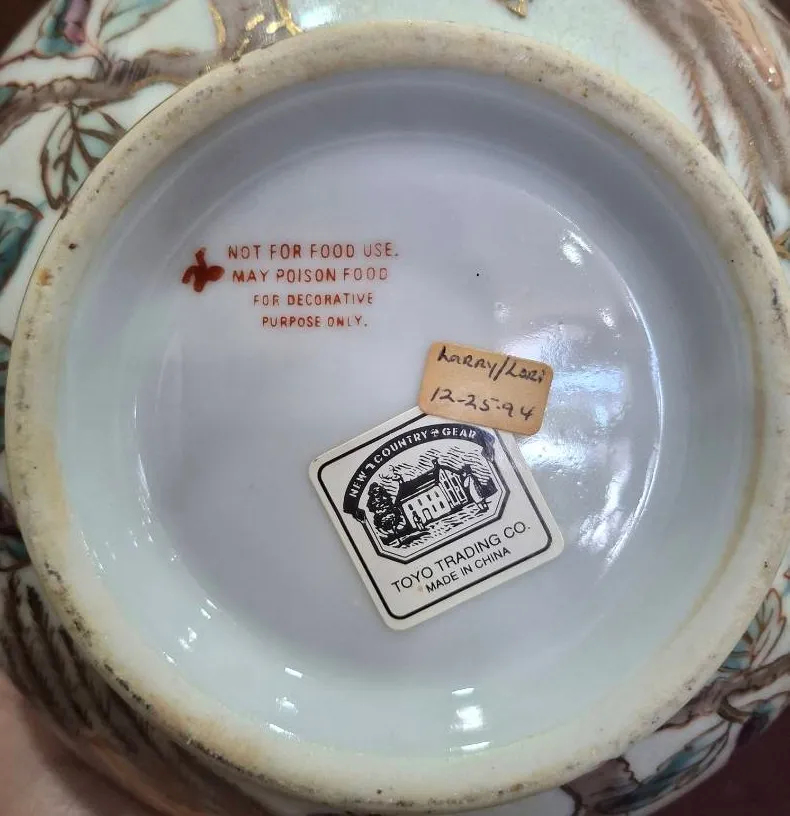 NOT FOR FOOD USE.
MAY POISON FOOD
FOR DECORATIVE
PURPOSE ONLY.
Larry/Lori
12-25-94
NEW COUNTRY GEAR
TOYO TRADING CO.
MADE IN CHINA